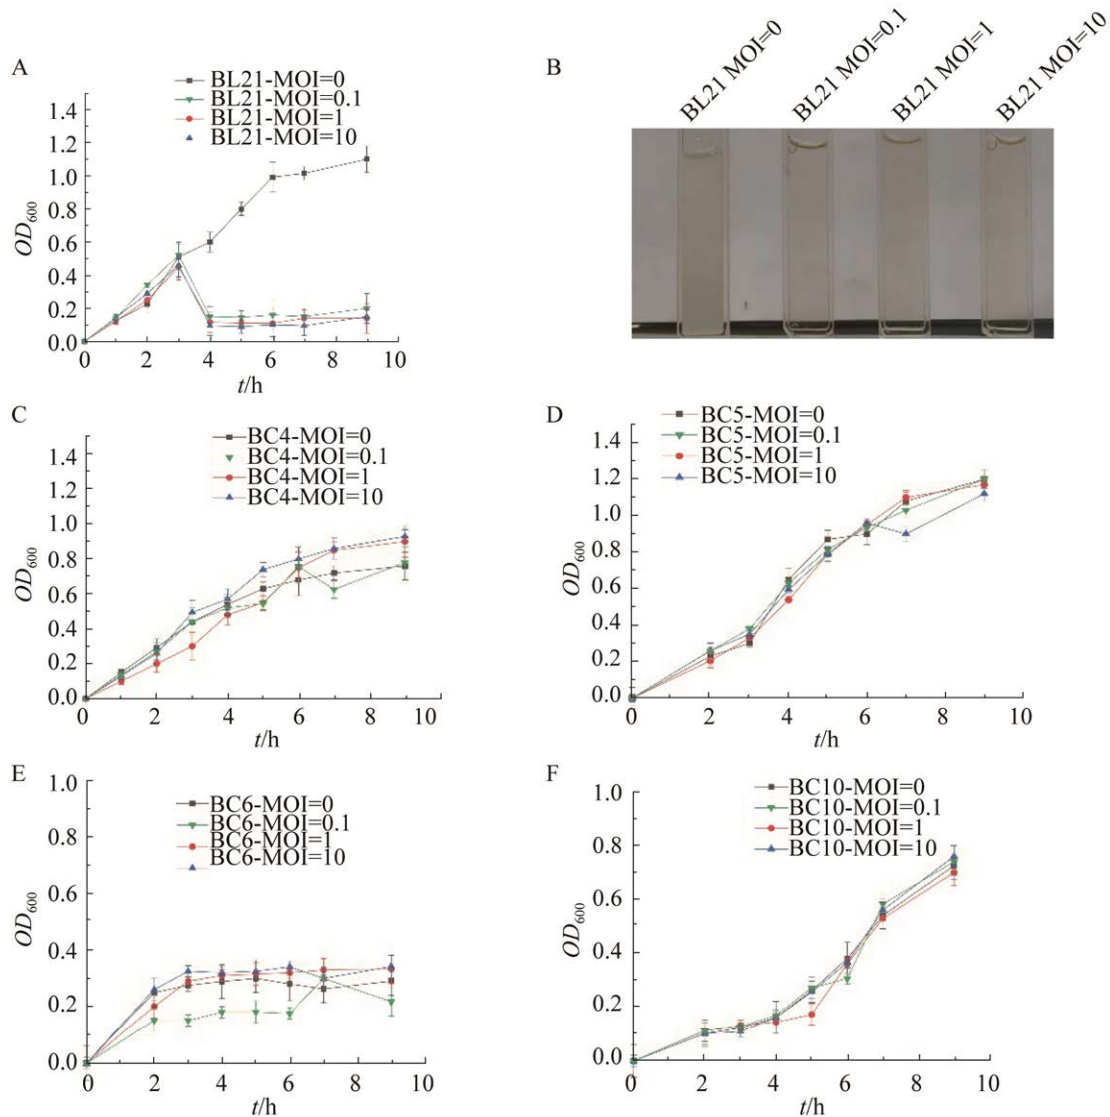 A
BL21-MOI=0
BL21-MOI=0.1
BL21-MOI=1
BL21-MOI=10
1.4
1.2
1.0
0.8
0.6
0.4
0.2
0.0
OD600
0 2 4 6 8 10
t/h
B
BL21 MOI=0
BL21 MOI=0.1
BL21 MOI=1
BL21 MOI=10
C
BC4-MOI=0
BC4-MOI=0.1
BC4-MOI=1
BC4-MOI=10
1.4
1.2
1.0
0.8
0.6
0.4
0.2
0.0
OD600
0 2 4 6 8 10
t/h
D
BC5-MOI=0
BC5-MOI=0.1
BC5-MOI=1
BC5-MOI=10
1.4
1.2
1.0
0.8
0.6
0.4
0.2
0.0
OD600
0 2 4 6 8 10
t/h
E
BC6-MOI=0
BC6-MOI=0.1
BC6-MOI=1
BC6-MOI=10
1.0
0.8
0.6
0.4
0.2
0.0
OD600
0 2 4 6 8 10
t/h
F
BC10-MOI=0
BC10-MOI=0.1
BC10-MOI=1
BC10-MOI=10
1.0
0.8
0.6
0.4
0.2
0.0
OD600
0 2 4 6 8 10
t/h